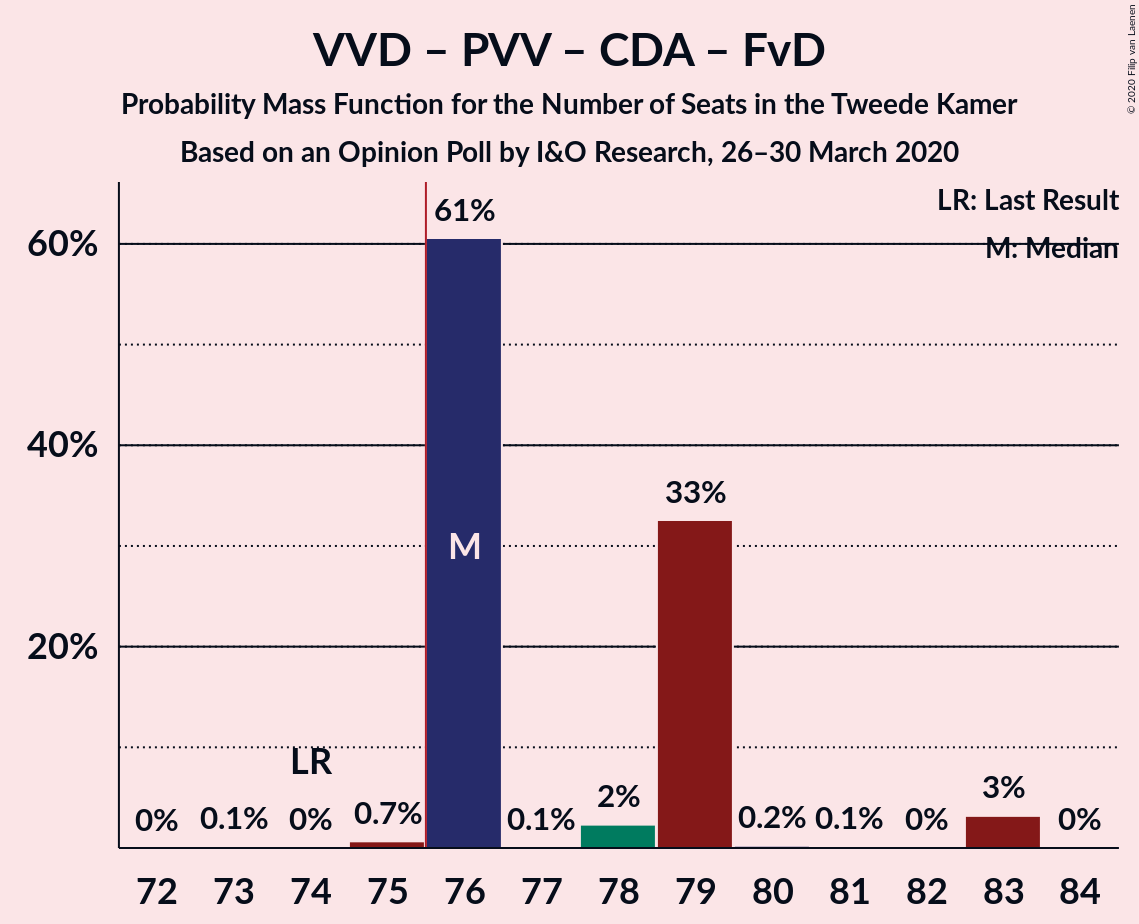 VVD – PVV – CDA – FvD
Probability Mass Function for the Number of Seats in the Tweede Kamer
Based on an Opinion Poll by I&O Research, 26–30 March 2020
© 2020 Filip van Laenen
LR: Last Result
M: Median
60%
40%
20%
61%
33%
M
LR
0%
0.1%
0%
0.7%
0.1%
2%
0.2%
0.1%
0%
3%
0%
72 73 74 75 76 77 78 79 80 81 82 83 84